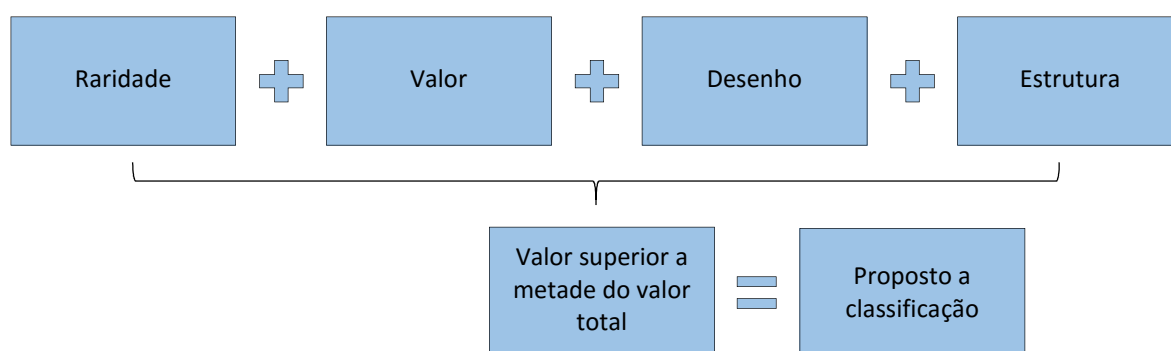 Raridade
Valor
Desenho
Estrutura
Valor superior a
metade do valor
total
Proposto a
classificação